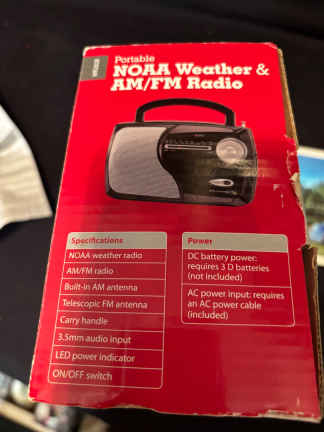 Portable
NOAA Weather &
AM/FM Radio
Specifications
NOAA weather radio
AM/FM radio
Built-in AM antenna
Telescopic FM antenna
Carry handle
3.5mm audio input
LED power indicator
ON/OFF switch
Power
DC battery power:
requires 3 D batteries
(not included)
AC power input: requires
an AC power cable
(included)